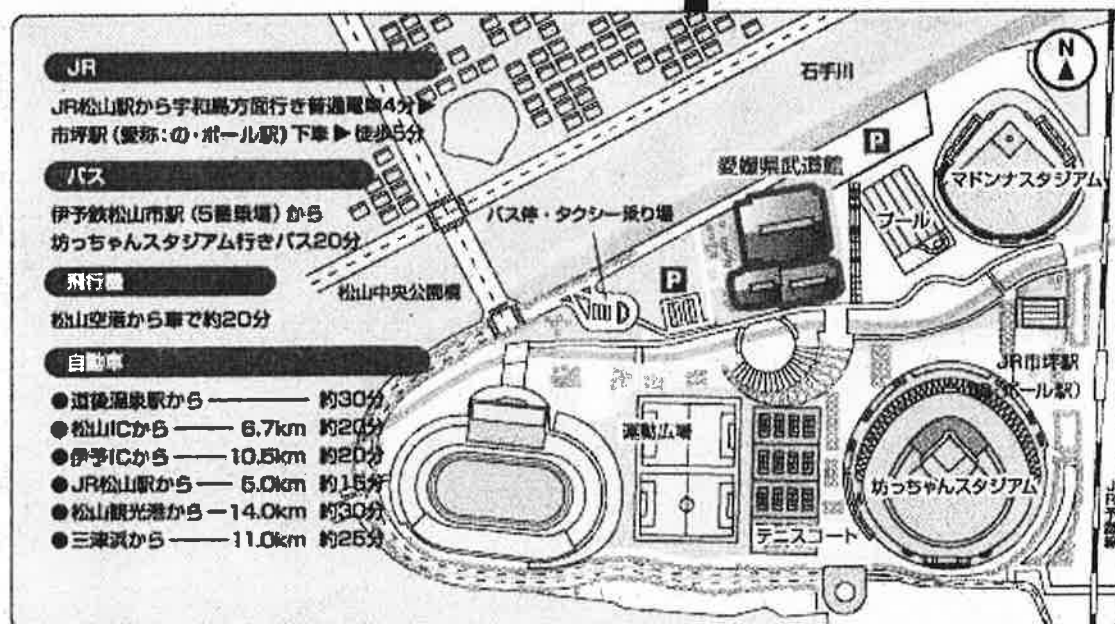 JR
JR松山駅から宇和島方面行き普通電車4分▶
市坪駅(愛称:の・ボール駅)下車▶徒歩5分
バス
伊予鉄松山市駅(5番乗場)から
坊っちゃんスタジアム行きバス20分
飛行機
松山空港から車で約20分
自動車
●道後温泉駅から 約30分
●松山ICから 6.7km 約20分
●伊予ICから 10.5km 約20分
●JR松山駅から 5.0km 約15分
●松山観光港から 14.0km 約30分
●三津浜から 11.0km 約25分
石手川
N
P
愛媛県武道館
マドンナスタジアム
プール
バス停・タクシー乗り場
P
松山中央公園橋
JR市坪駅
ボール駅)
運動広場
坊っちゃんスタジアム
テニスコート